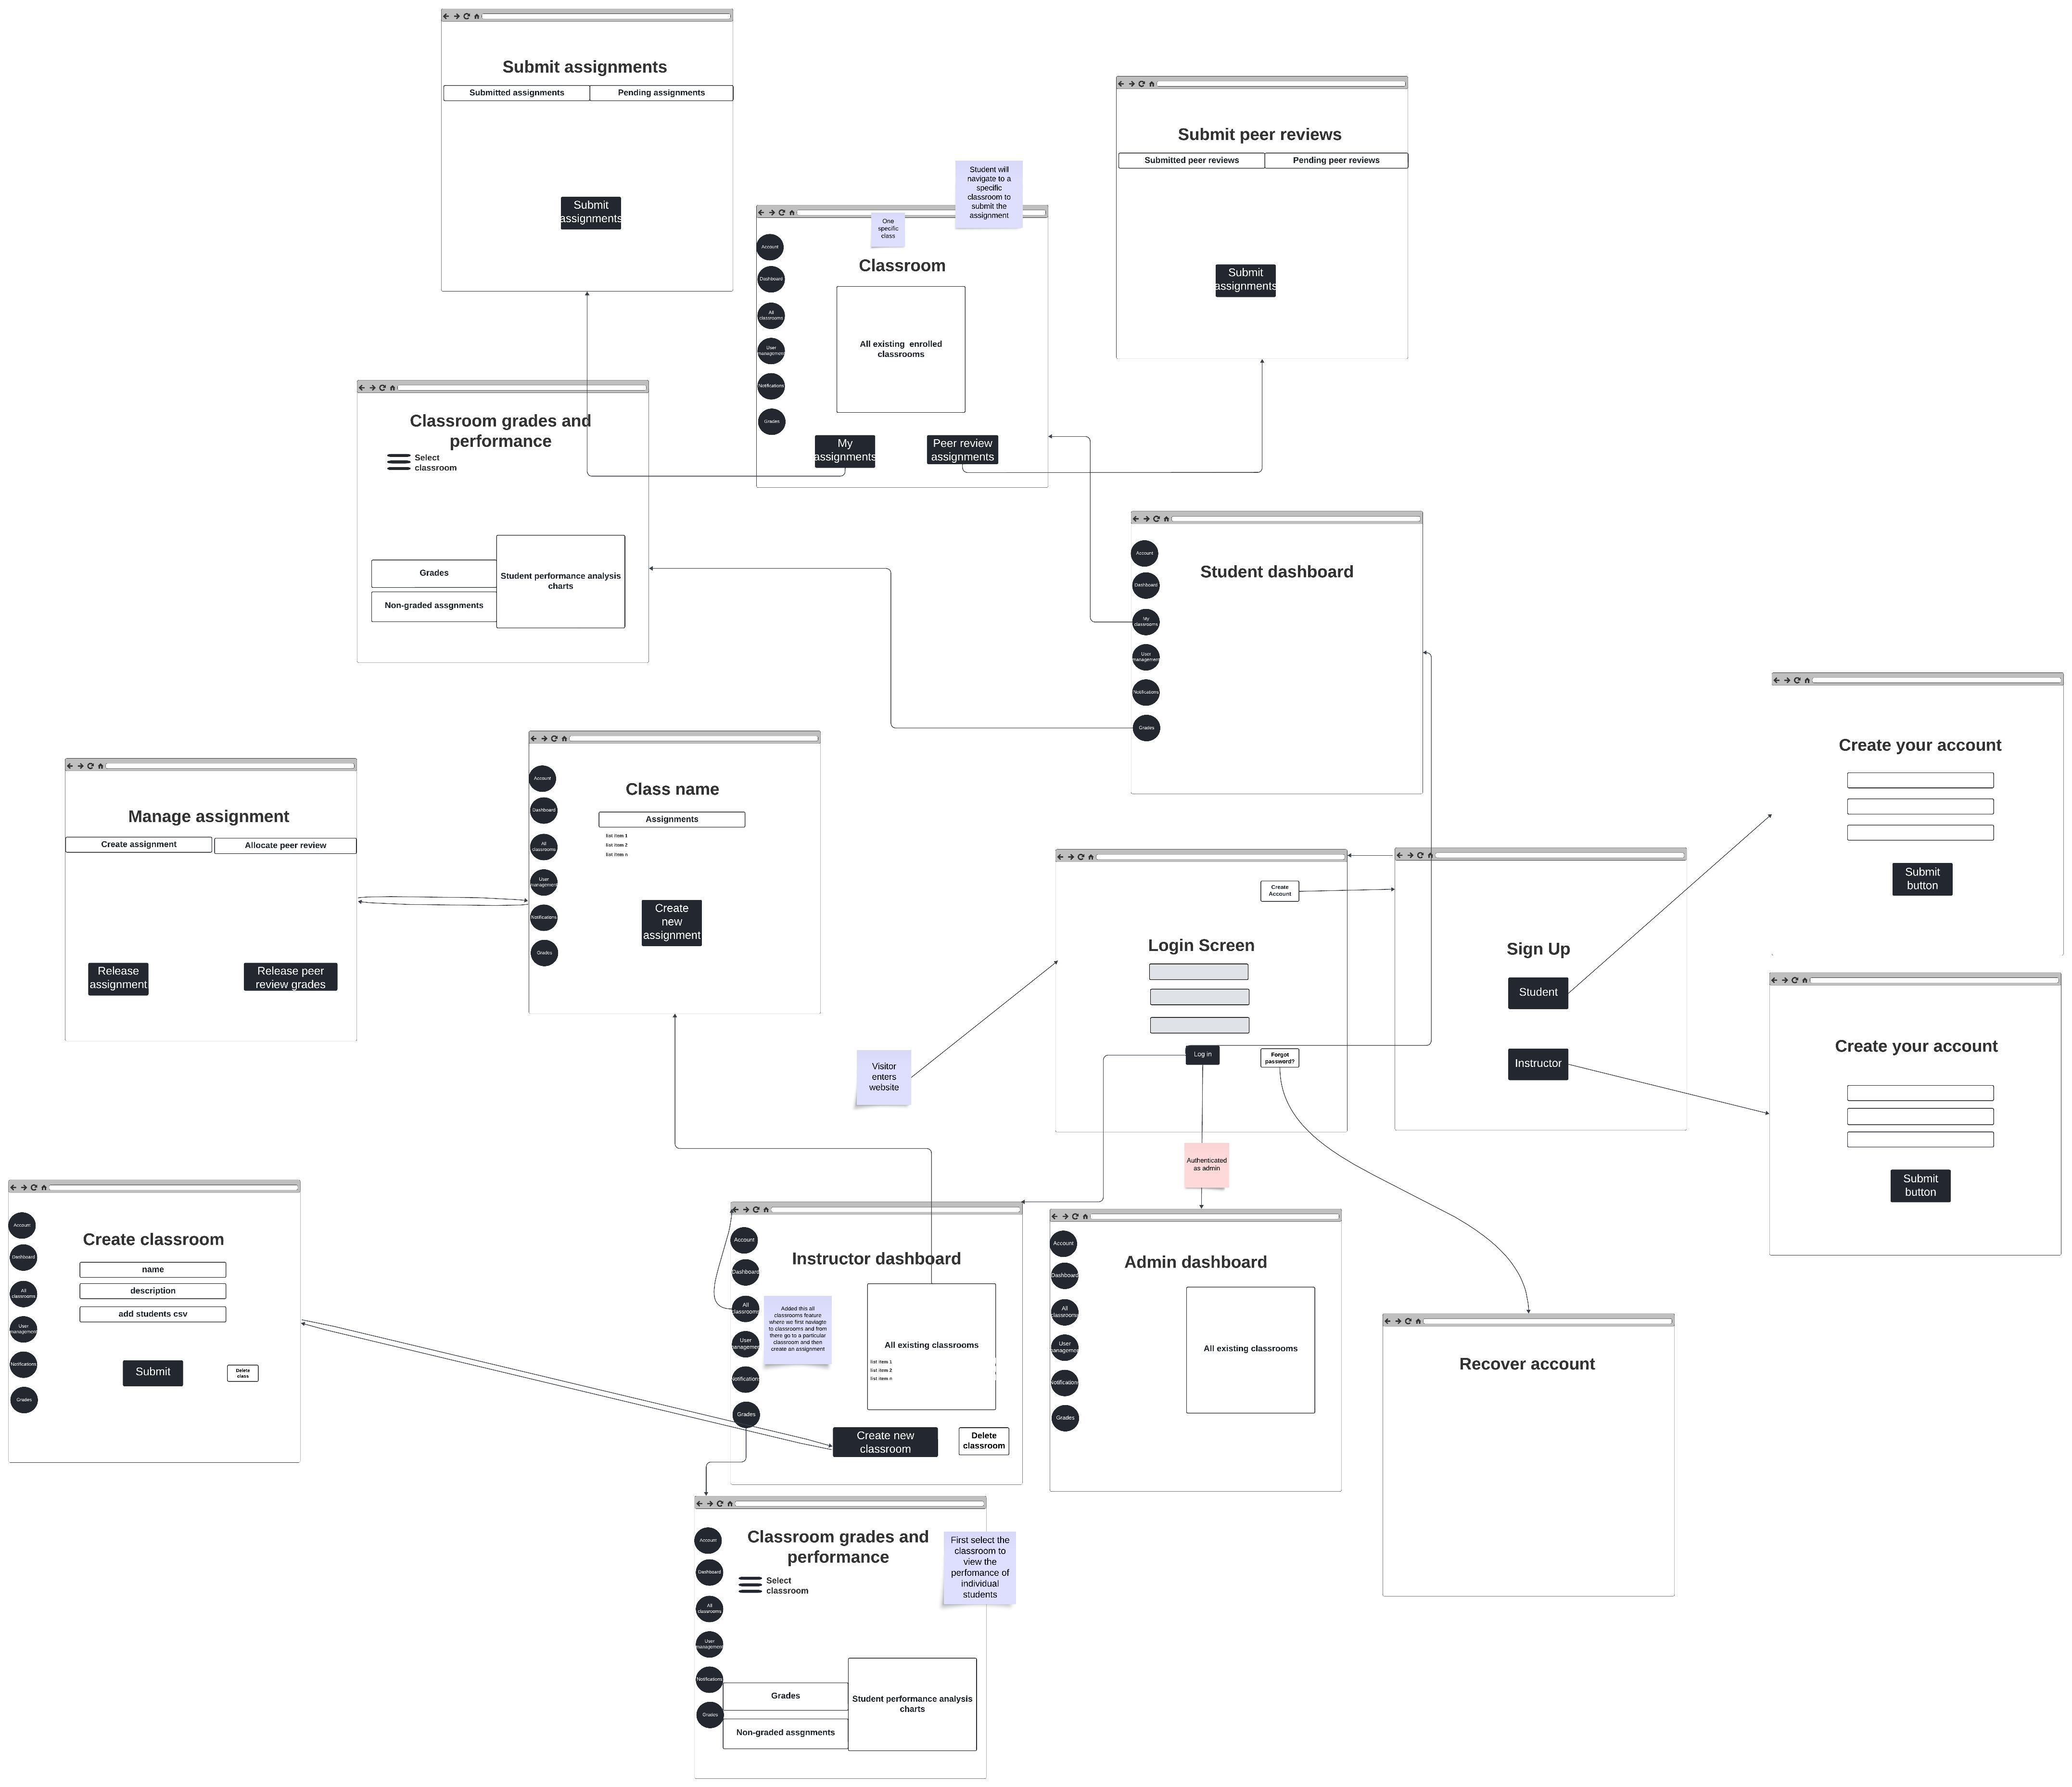 Submit assignments
Submitted assignments
Pending assignments
Submit
assignments
Submit peer reviews
Submitted peer reviews
Pending peer reviews
Submit
assignments
Student will
navigate to a
specific
classroom to
submit the
assignment
One
specific
class
Account
Dashboard
All
classrooms
User
management
Notifications
Grades
Classroom
All existing enrolled
classrooms
My
assignments
Peer review
assignments
Classroom grades and
performance
Select
classroom
Grades
Non-graded assgnments
Student performance analysis
charts
Account
Dashboard
My
classrooms
User
management
Notifications
Grades
Student dashboard
Create your account
Submit
button
Manage assignment
Create assignment
Allocate peer review
Release
assignment
Release peer
review grades
Account
Dashboard
All
classrooms
User
management
Notifications
Grades
Class name
Assignments
list item 1
list item 2
list item n
Create
new
assignment
Create
Account
Login Screen
Log in
Forgot
password?
Sign Up
Student
Instructor
Create your account
Submit
button
Visitor
enters
website
Authenticated
as admin
Account
Dashboard
All
classrooms
User
management
Notifications
Grades
Create classroom
name
description
add students csv
Submit
Delete
class
Account
Dashboard
All
classrooms
User
management
Notifications
Grades
Instructor dashboard
Added this all
classrooms feature
where we first naviagte
to classrooms and from
there go to a particular
classroom and then
create an assignment
All existing classrooms
list item 1
list item 2
list item n
Create new
classroom
Delete
classroom
Account
Dashboard
All
classrooms
User
management
Notifications
Grades
Admin dashboard
All existing classrooms
Recover account
Account
Dashboard
All
classrooms
User
management
Notifications
Grades
Classroom grades and
performance
Select
classroom
First select the
classroom to
view the
perfomance of
individual
students
Grades
Non-graded assgnments
Student performance analysis
charts